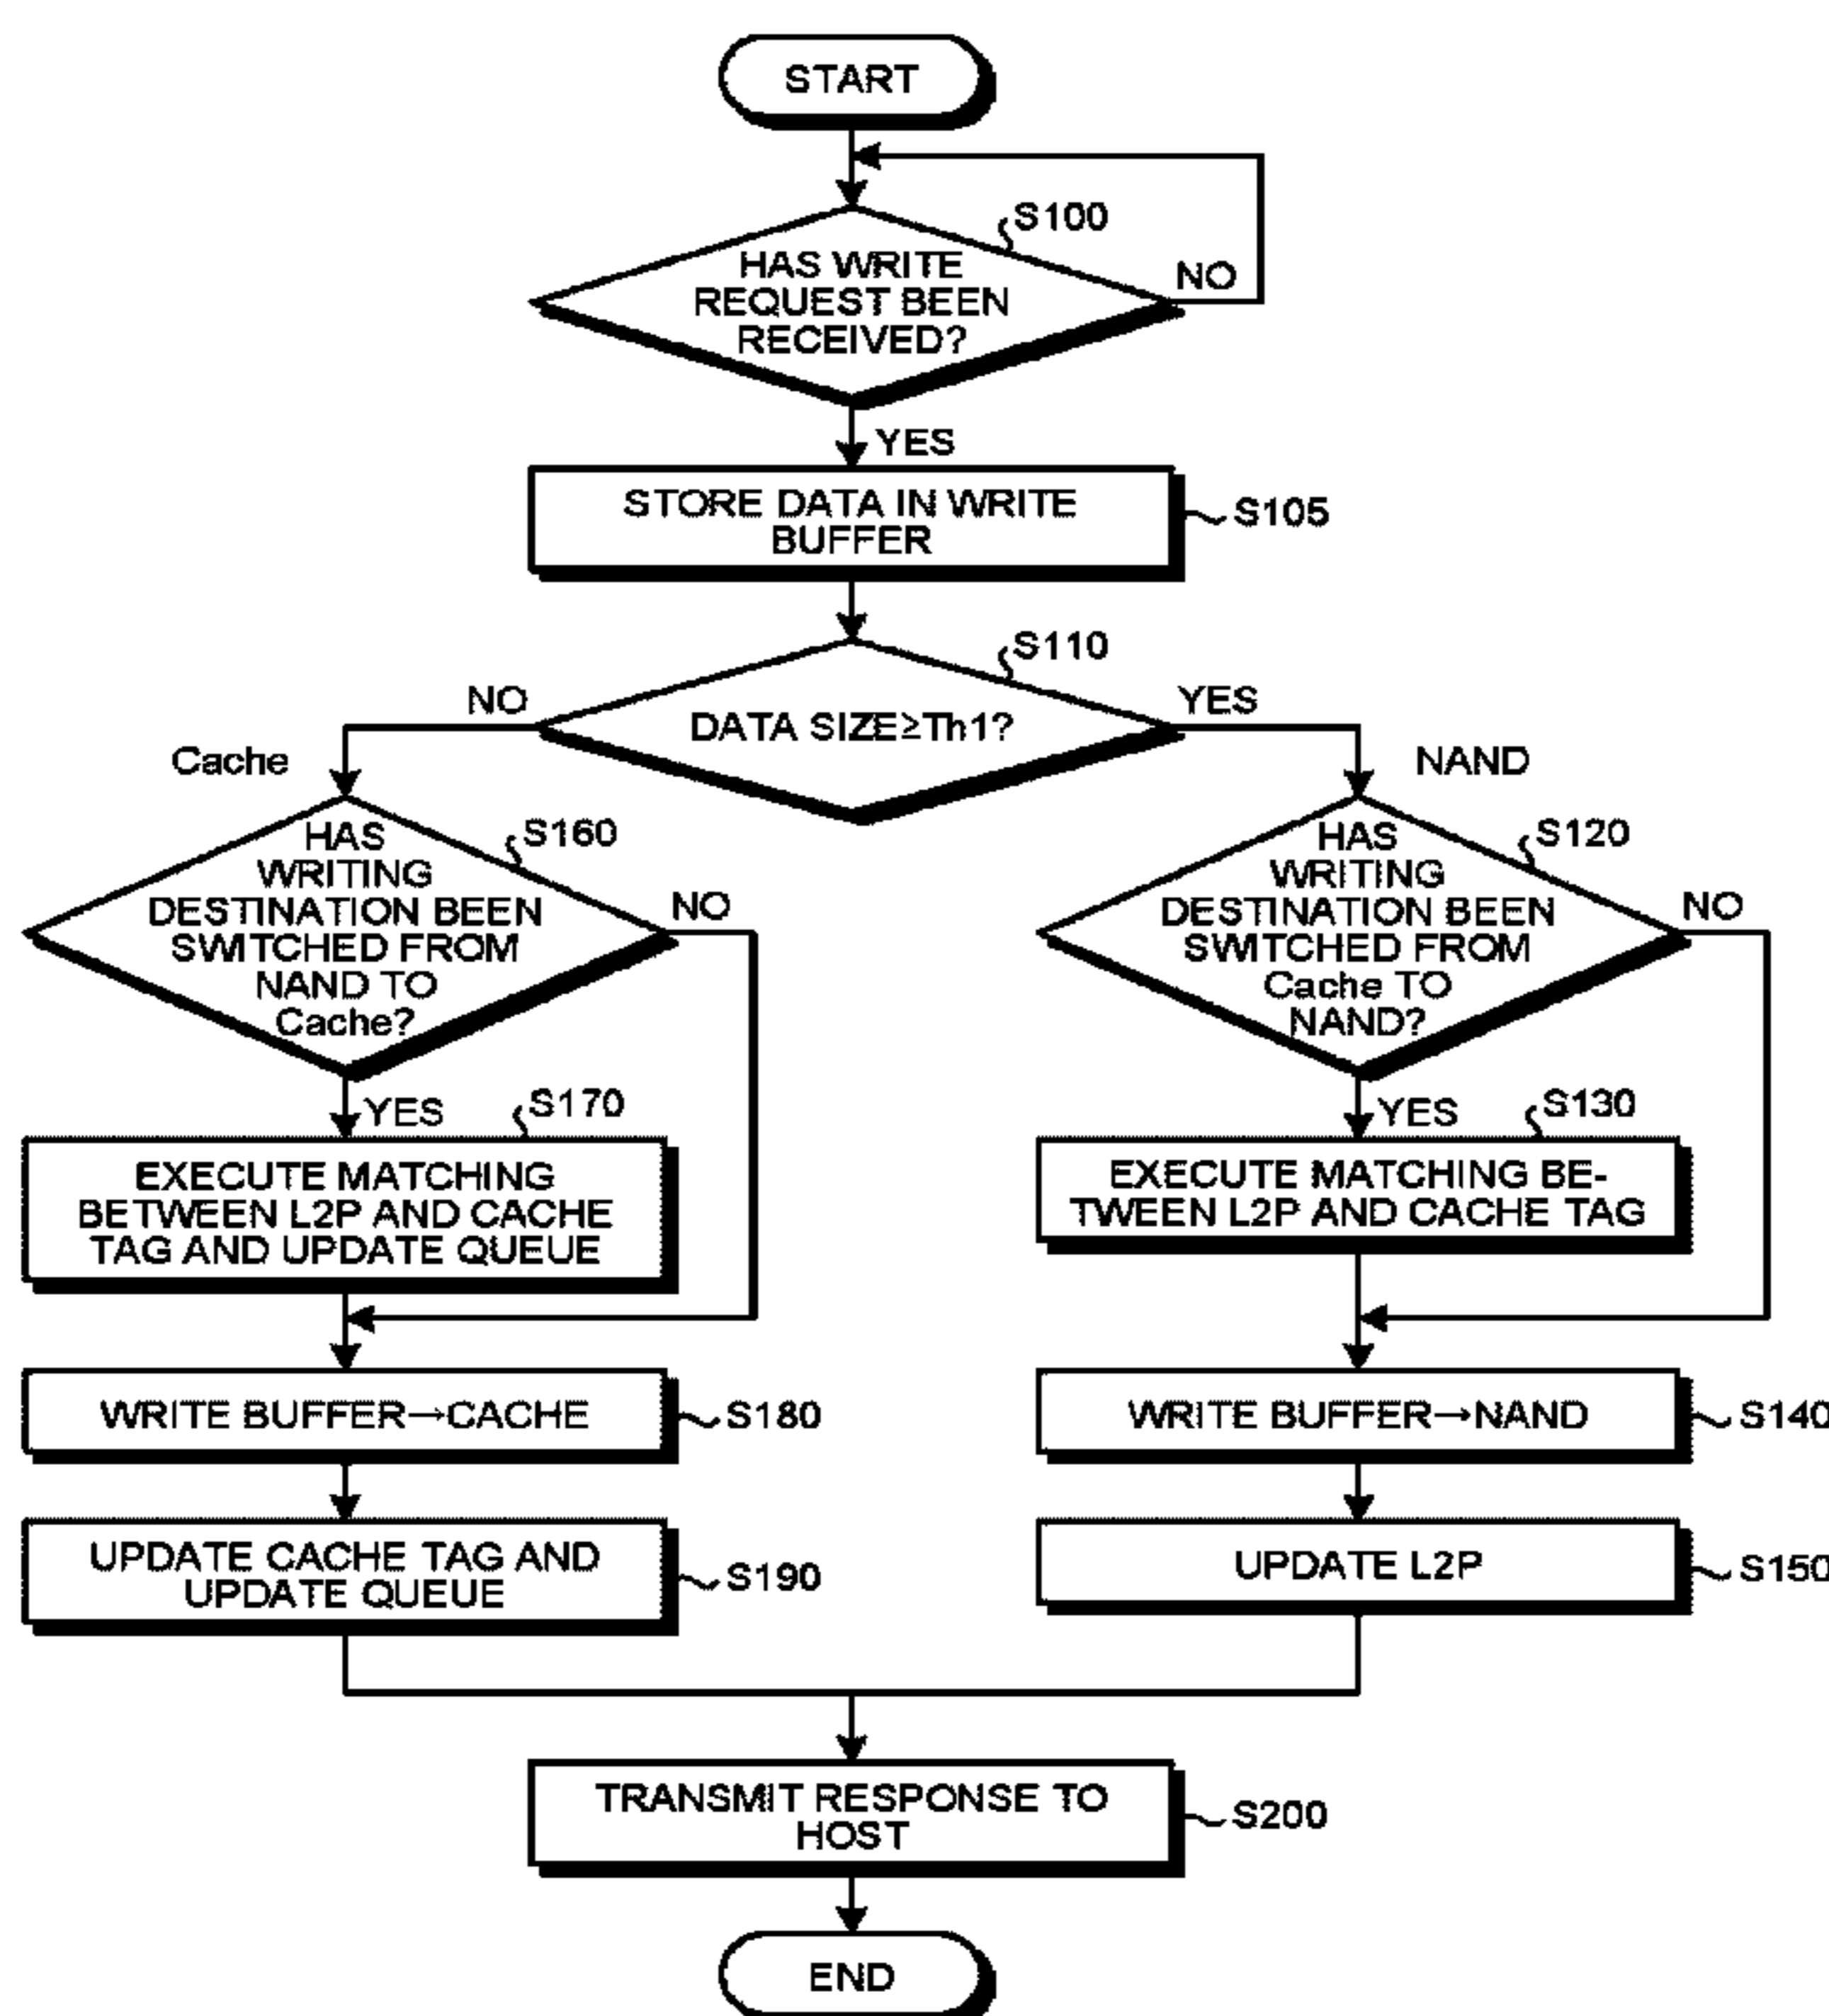 START
S100
HAS WRITE
REQUEST BEEN
RECEIVED?
NO
YES
STORE DATA IN WRITE
BUFFER
S105
S110
DATA SIZE≥Th1?
NO
YES
Cache
NAND
S160
HAS
WRITING
DESTINATION BEEN
SWITCHED FROM
NAND TO
Cache?
NO
YES
S170
EXECUTE MATCHING
BETWEEN L2P AND CACHE
TAG AND UPDATE QUEUE
WRITE BUFFER→CACHE
S180
UPDATE CACHE TAG AND
UPDATE QUEUE
S190
S120
HAS
WRITING
DESTINATION BEEN
SWITCHED FROM
Cache TO
NAND?
NO
YES
S130
EXECUTE MATCHING BE-
TWEEN L2P AND CACHE TAG
WRITE BUFFER→NAND
S140
UPDATE L2P
S150
TRANSMIT RESPONSE TO
HOST
S200
END